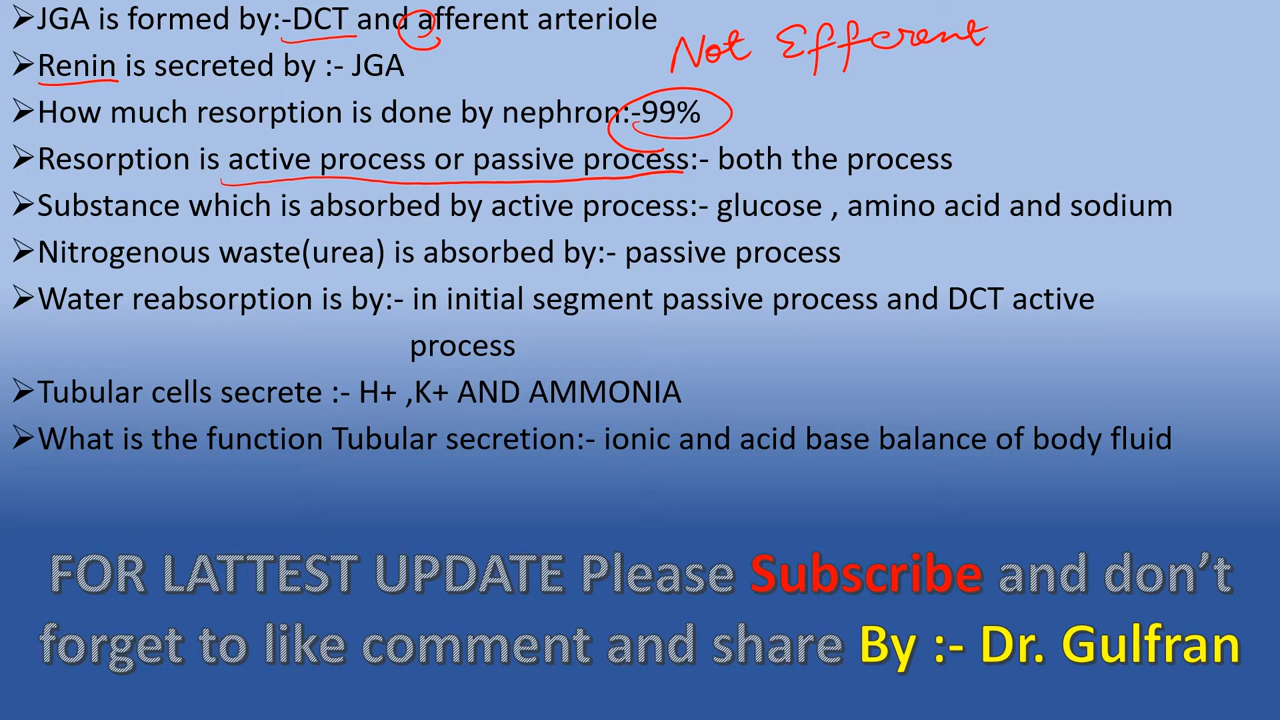 ➢JGA is formed by:-DCT and afferent arteriole
Not Efferent
➢Renin is secreted by :- JGA
➢How much resorption is done by nephron:-99%
➢Resorption is active process or passive process:- both the process
➢Substance which is absorbed by active process:- glucose , amino acid and sodium
➢Nitrogenous waste(urea) is absorbed by:- passive process
➢Water reabsorption is by:- in initial segment passive process and DCT active
process
➢Tubular cells secrete :- H+ ,K+ AND AMMONIA
➢What is the function Tubular secretion:- ionic and acid base balance of body fluid
FOR LATTEST UPDATE Please Subscribe and don’t
forget to like comment and share By :- Dr. Gulfran